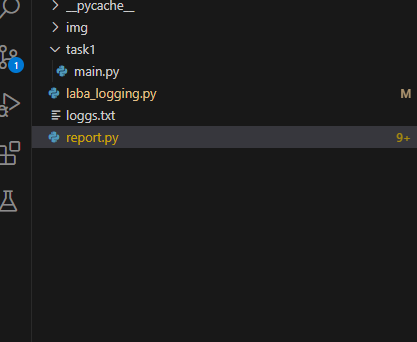 1
__pycache__
img
task1
main.py
laba_logging.py M
loggs.txt
report.py 9+